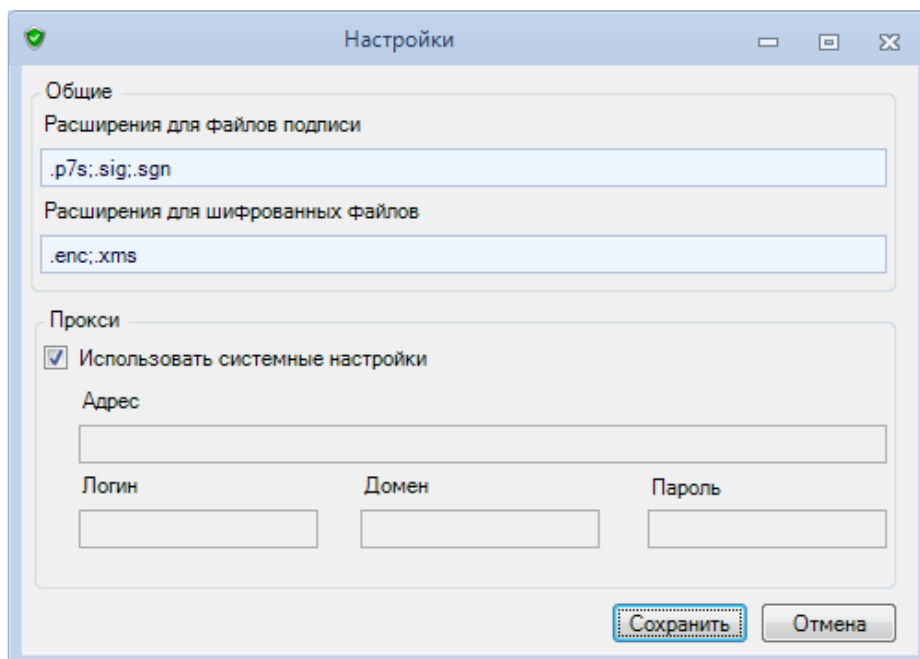 Настройки
Общие
Расширения для файлов подписи
.p7s;.sig;.sgn
Расширения для шифрованных файлов
.enc;.xms
Прокси
Использовать системные настройки
Адрес
Логин Домен Пароль
Сохранить Отмена